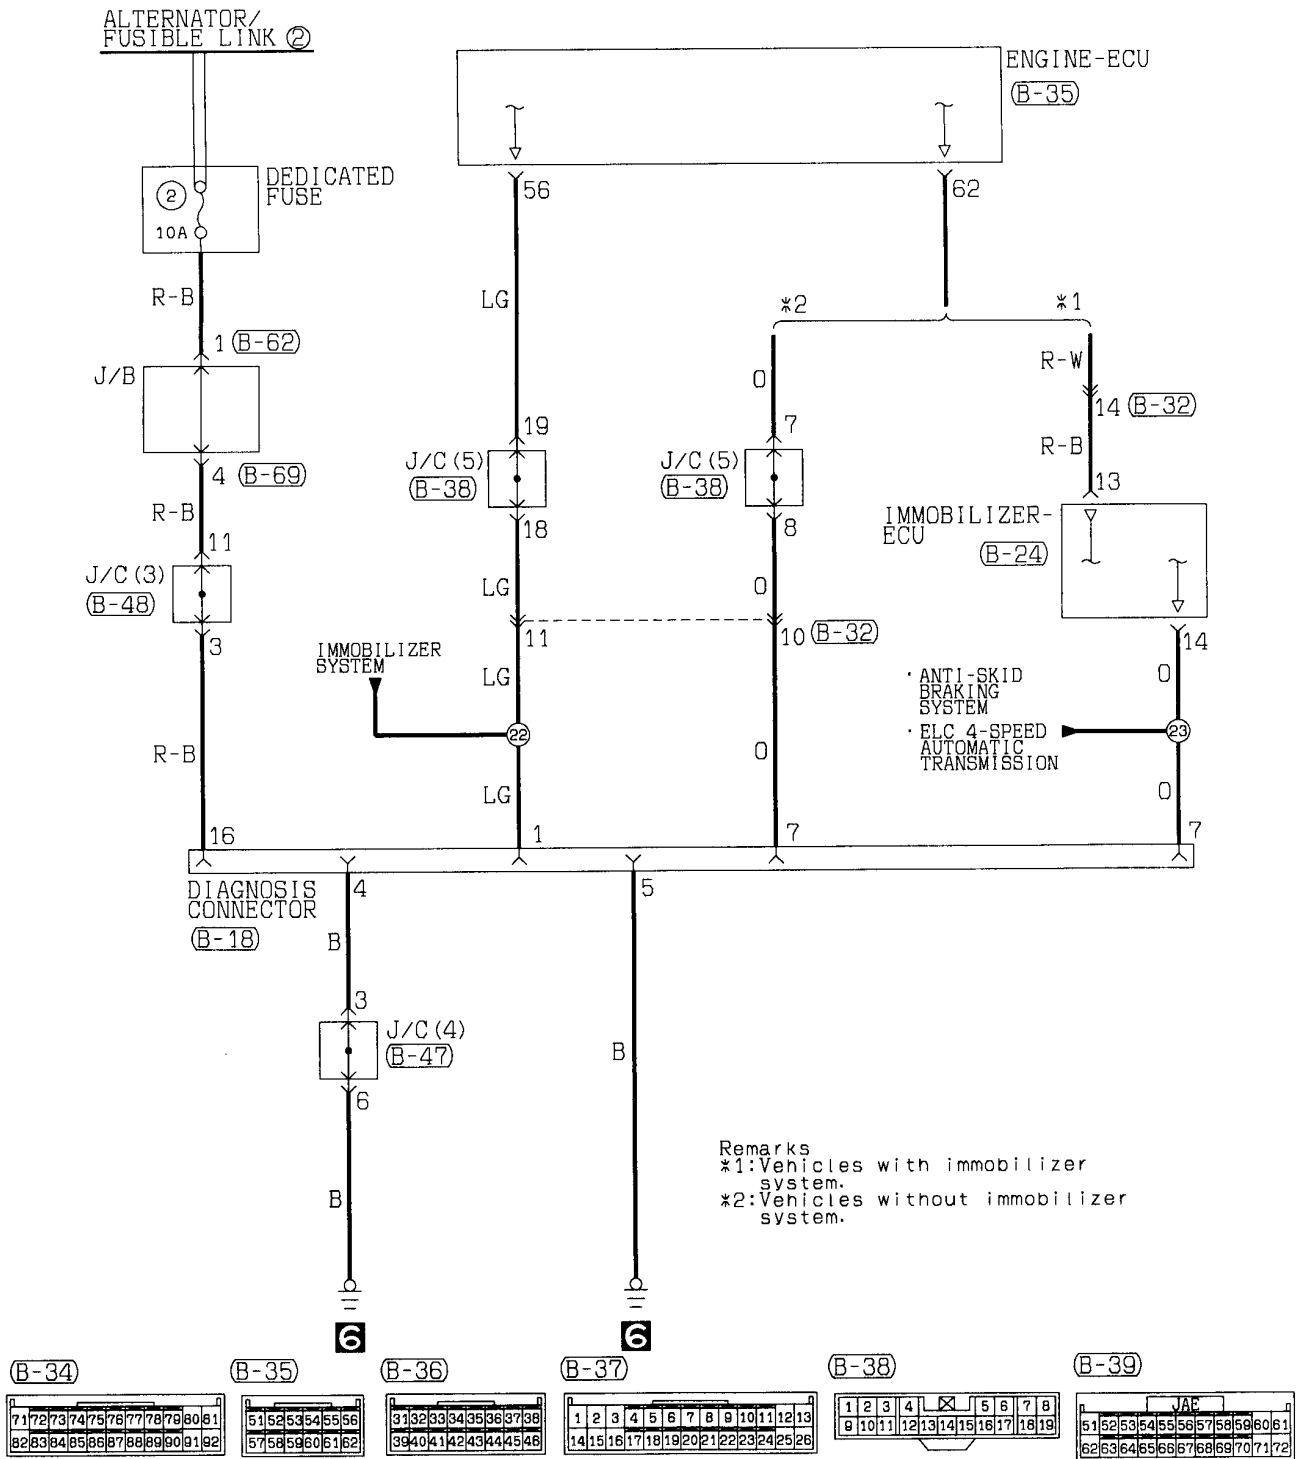 ALTERNATOR/
FUSIBLE LINK ②
ENGINE-ECU
(B-35)
DEDICATED
FUSE
②
10A
56
62
R-B
LG
*2
*1
1 (B-62)
R-W
J/B
O
14 (B-32)
19
7
R-B
J/C(5)
(B-38)
J/C(5)
(B-38)
4 (B-69)
13
R-B
IMMOBILIZER-
ECU
(B-24)
18
8
11
J/C(3)
(B-48)
LG
O
3
11
10 (B-32)
14
IMMOBILIZER
SYSTEM
LG
· ANTI-SKID
BRAKING
SYSTEM
· ELC 4-SPEED
AUTOMATIC
TRANSMISSION
O
22
23
R-B
O
LG
O
16
1
7
7
DIAGNOSIS
CONNECTOR
(B-18)
4
5
B
3
J/C(4)
(B-47)
B
6
Remarks
*1:Vehicles with immobilizer
system.
*2:Vehicles without immobilizer
system.
B
6
6
(B-34)
(B-35)
(B-36)
(B-37)
(B-38)
(B-39)
71 72 73 74 75 76 77 78 79 80 81
82 83 84 85 86 87 88 89 90 91 92
51 52 53 54 55 56
57 58 59 60 61 62
31 32 33 34 35 36 37 38
39 40 41 42 43 44 45 46
1 2 3 4 5 6 7 8 9 10 11 12 13
14 15 16 17 18 19 20 21 22 23 24 25 26
1 2 3 4 5 6 7 8
9 10 11 12 13 14 15 16 17 18 19
JAE
51 52 53 54 55 56 57 58 59 60 61
62 63 64 65 66 67 68 69 70 71 72